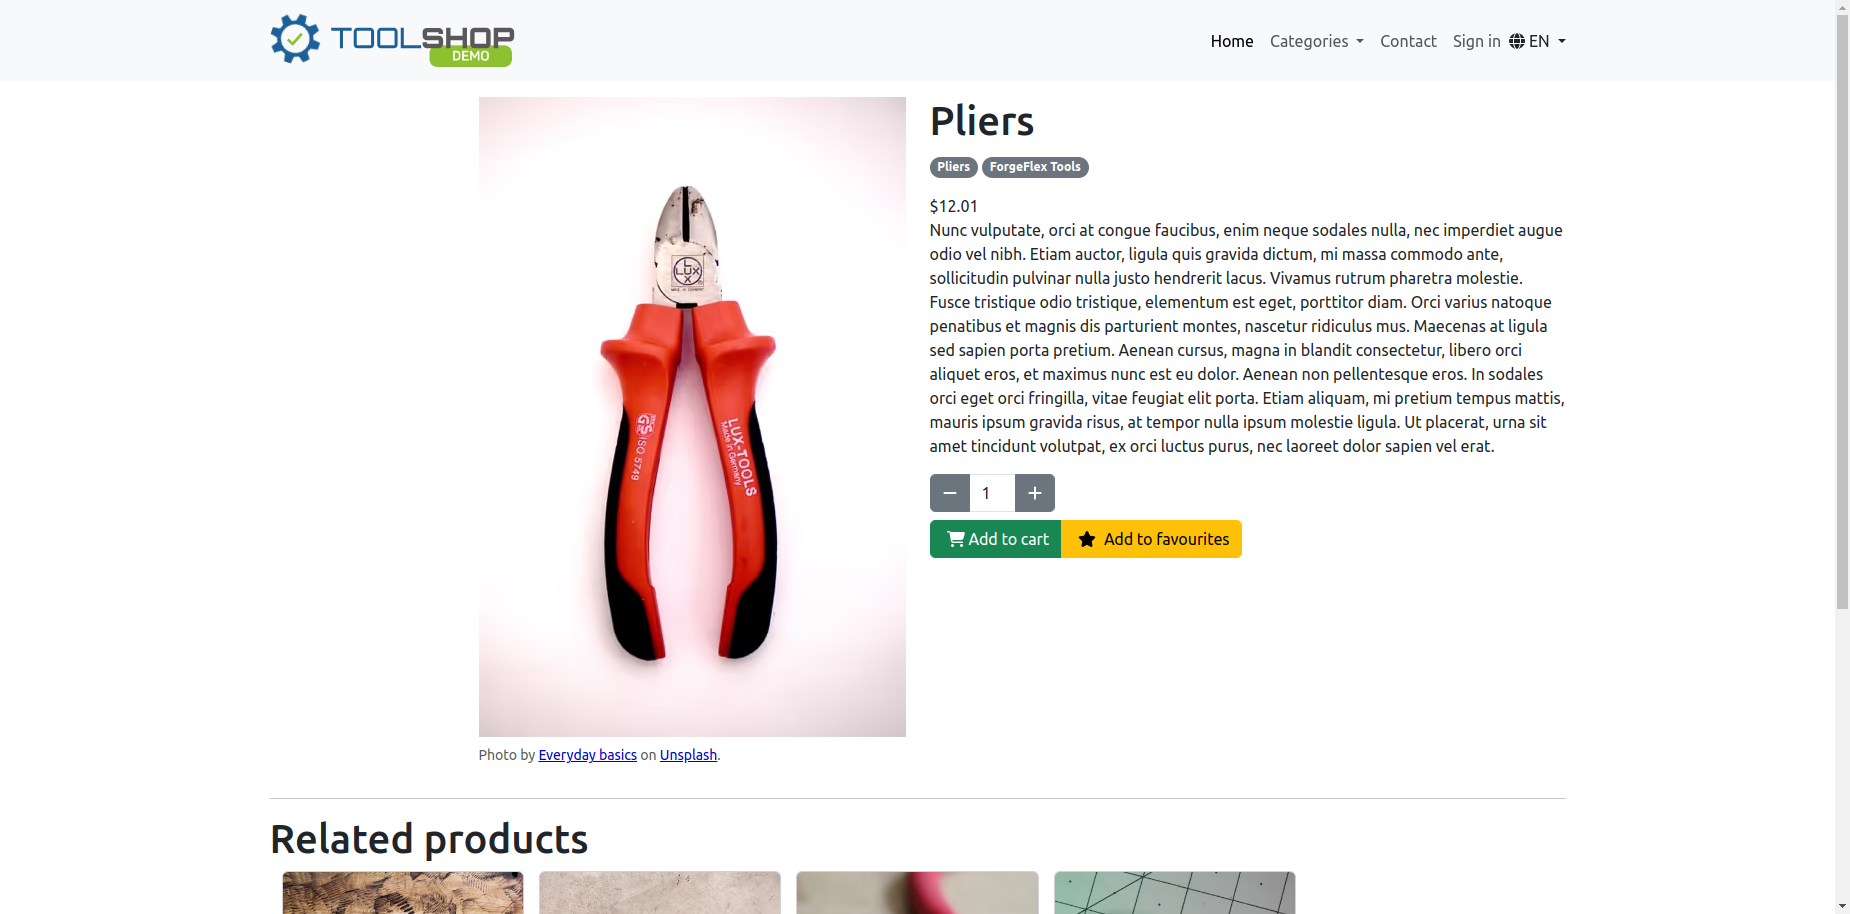 TOOLSHOP
DEMO
Home
Categories
Contact
Sign in
EN
Pliers
Pliers
ForgeFlex Tools
$12.01
Nunc vulputate, orci at congue faucibus, enim neque sodales nulla, nec imperdiet augue
odio vel nibh. Etiam auctor, ligula quis gravida dictum, mi massa commodo ante,
sollicitudin pulvinar nulla justo hendrerit lacus. Vivamus rutrum pharetra molestie.
Fusce tristique odio tristique, elementum est eget, porttitor diam. Orci varius natoque
penatibus et magnis dis parturient montes, nascetur ridiculus mus. Maecenas at ligula
sed sapien porta pretium. Aenean cursus, magna in blandit consectetur, libero orci
aliquet eros, et maximus nunc est eu dolor. Aenean non pellentesque eros. In sodales
orci eget orci fringilla, vitae feugiat elit porta. Etiam aliquam, mi pretium tempus mattis,
mauris ipsum gravida risus, at tempor nulla ipsum molestie ligula. Ut placerat, urna sit
amet tincidunt volutpat, ex orci luctus purus, nec laoreet dolor sapien vel erat.
1
Add to cart
Add to favourites
LUX
MADE IN GERMANY
GS ISO 5749
LUX-TOOLS
Made in Germany
Photo by Everyday basics on Unsplash.
Related products